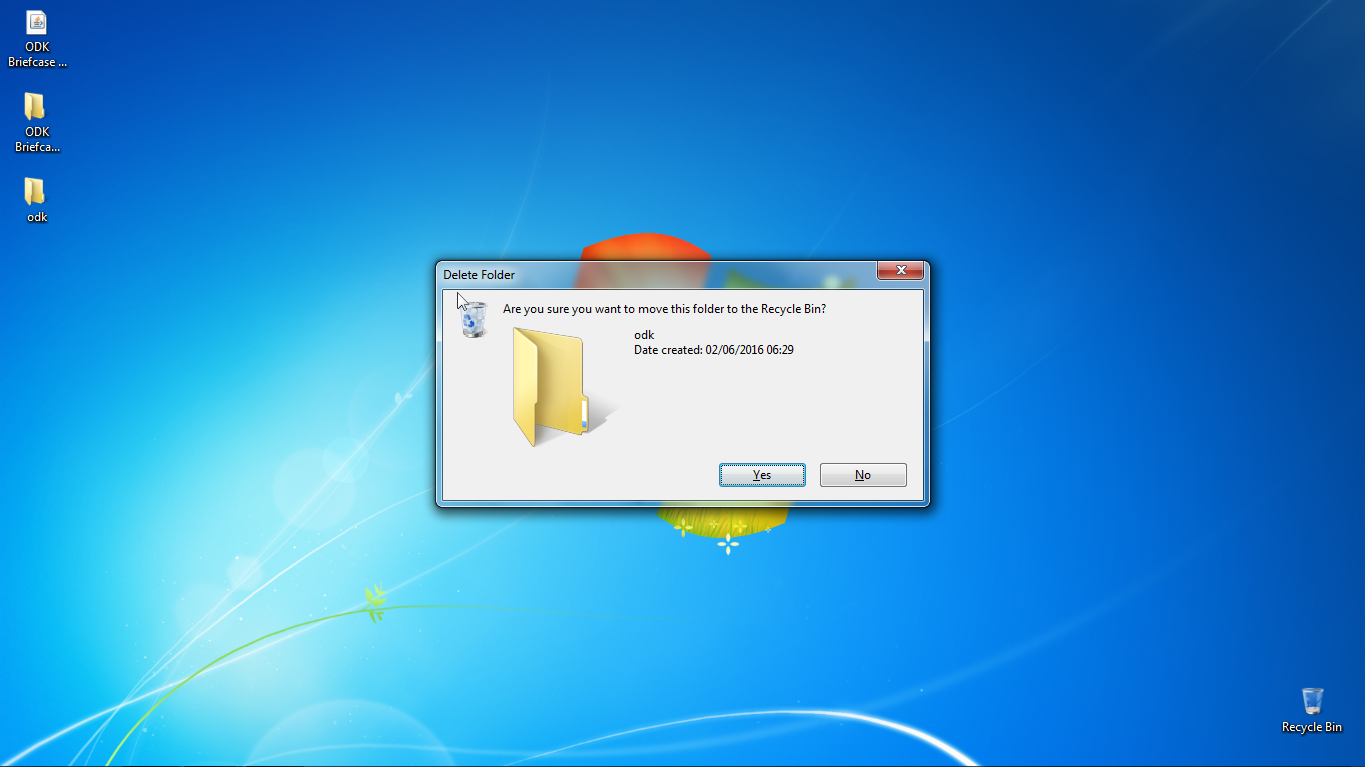 ODK
Briefcase ...
ODK
Briefca...
odk
Delete Folder
Are you sure you want to move this folder to the Recycle Bin?
odk
Date created: 02/06/2016 06:29
Yes
No
Recycle Bin